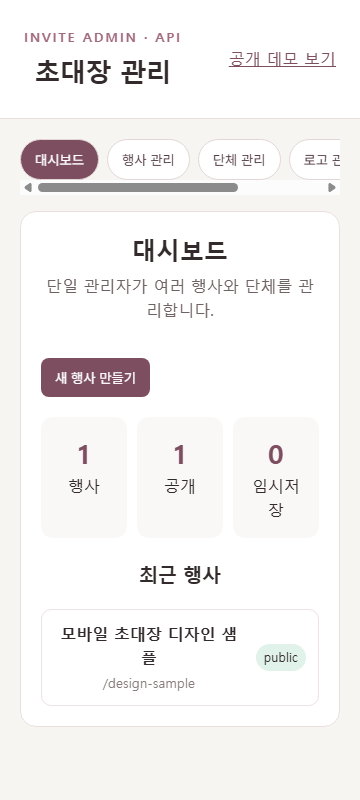 INVITE ADMIN · API
초대장 관리
공개 데모 보기
대시보드
행사 관리
단체 관리
로고 관
대시보드
단일 관리자가 여러 행사와 단체를 관
리합니다.
새 행사 만들기
1
행사
1
공개
0
임시저
장
최근 행사
모바일 초대장 디자인 샘
플
/design-sample
public